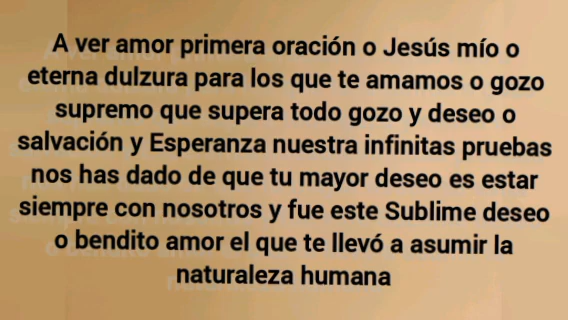 A ver amor primera oración o Jesús mío o
eterna dulzura para los que te amamos o gozo
supremo que supera todo gozo y deseo o
salvación y Esperanza nuestra infinitas pruebas
nos has dado de que tu mayor deseo es estar
siempre con nosotros y fue este Sublime deseo
o bendito amor el que te llevó a asumir la
naturaleza humana